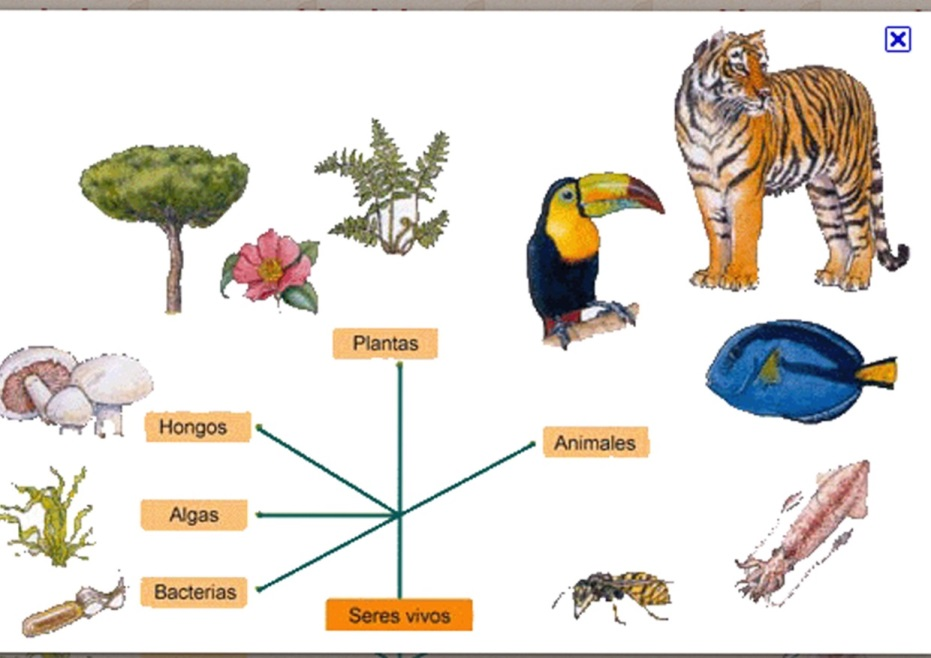 Plantas
Hongos
Animales
Algas
Bacterias
Seres vivos